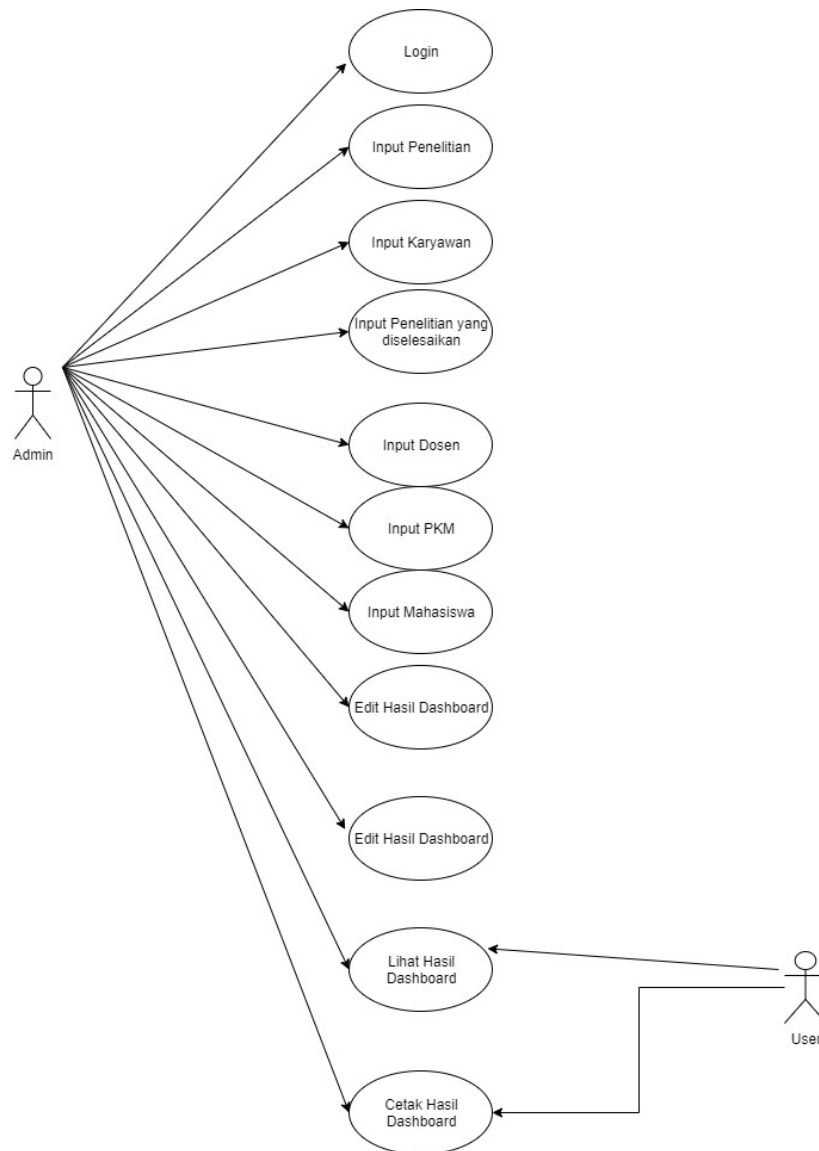 Login
Input Penelitian
Input Karyawan
Input Penelitian yang
diselesaikan
Admin
Input Dosen
Input PKM
Input Mahasiswa
Edit Hasil Dashboard
Edit Hasil Dashboard
Lihat Hasil
Dashboard
User
Cetak Hasil
Dashboard